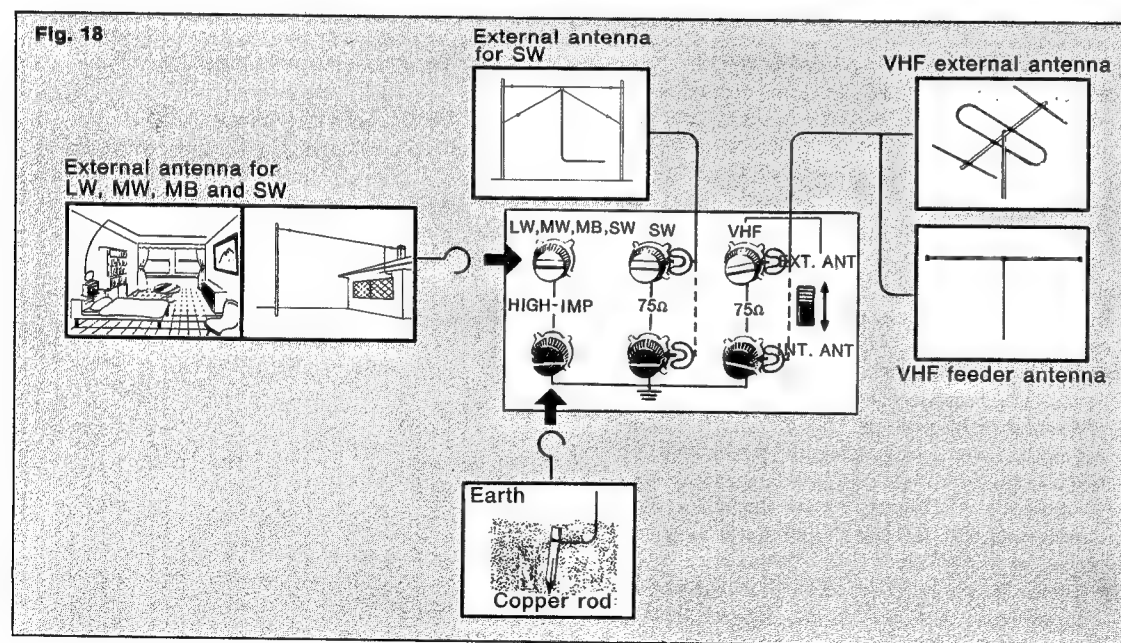 Fig. 18
External antenna
for SW
VHF external antenna
External antenna for
LW, MW, MB and SW
LW,MW,MB,SW SW VHF
EXT. ANT
HIGH-IMP 75Ω 75Ω
INT. ANT
VHF feeder antenna
Earth
Copper rod